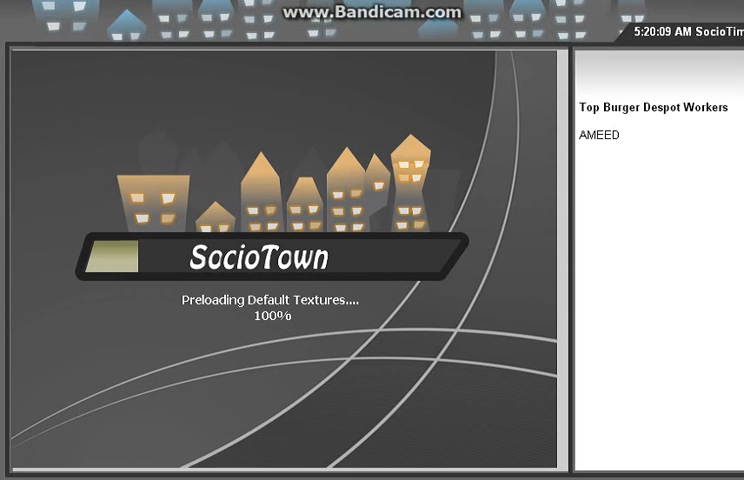 www.Bandicam.com
5:20:09 AM SocioTim
Top Burger Despot Workers
AMEED
SocioTown
Preloading Default Textures....
100%